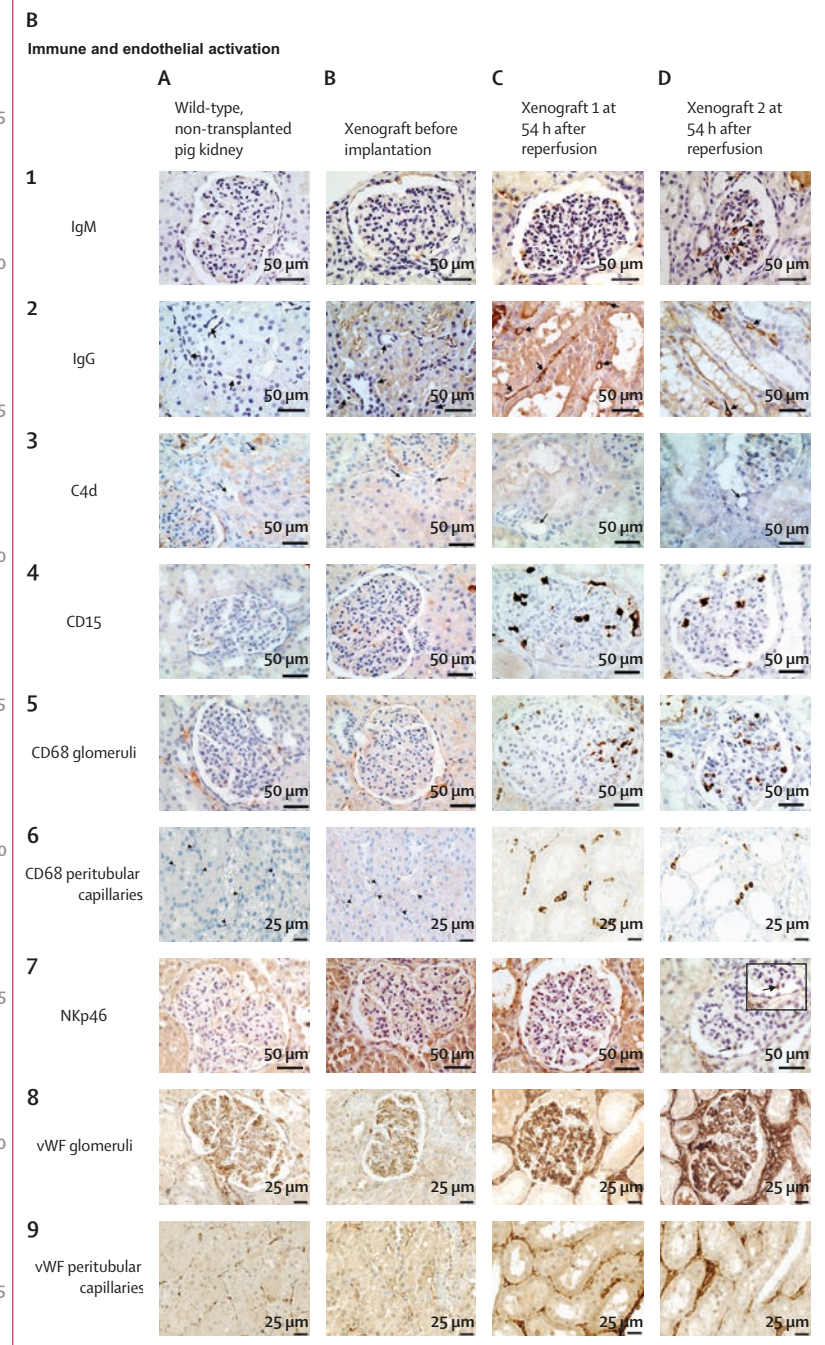 B
Immune and endothelial activation
A
B
C
D
Wild-type,
non-transplanted
pig kidney
Xenograft before
implantation
Xenograft 1 at
54 h after
reperfusion
Xenograft 2 at
54 h after
reperfusion
1
IgM
50 μm
50 μm
50 μm
50 μm
2
IgG
50 μm
50 μm
50 μm
50 μm
3
C4d
50 μm
50 μm
50 μm
50 μm
4
CD15
50 μm
50 μm
50 μm
50 μm
5
CD68 glomeruli
50 μm
50 μm
50 μm
50 μm
6
CD68 peritubular
capillaries
25 μm
25 μm
25 μm
25 μm
7
NKp46
50 μm
50 μm
50 μm
50 μm
8
vWF glomeruli
25 μm
25 μm
25 μm
25 μm
9
vWF peritubular
capillaries
25 μm
25 μm
25 μm
25 μm